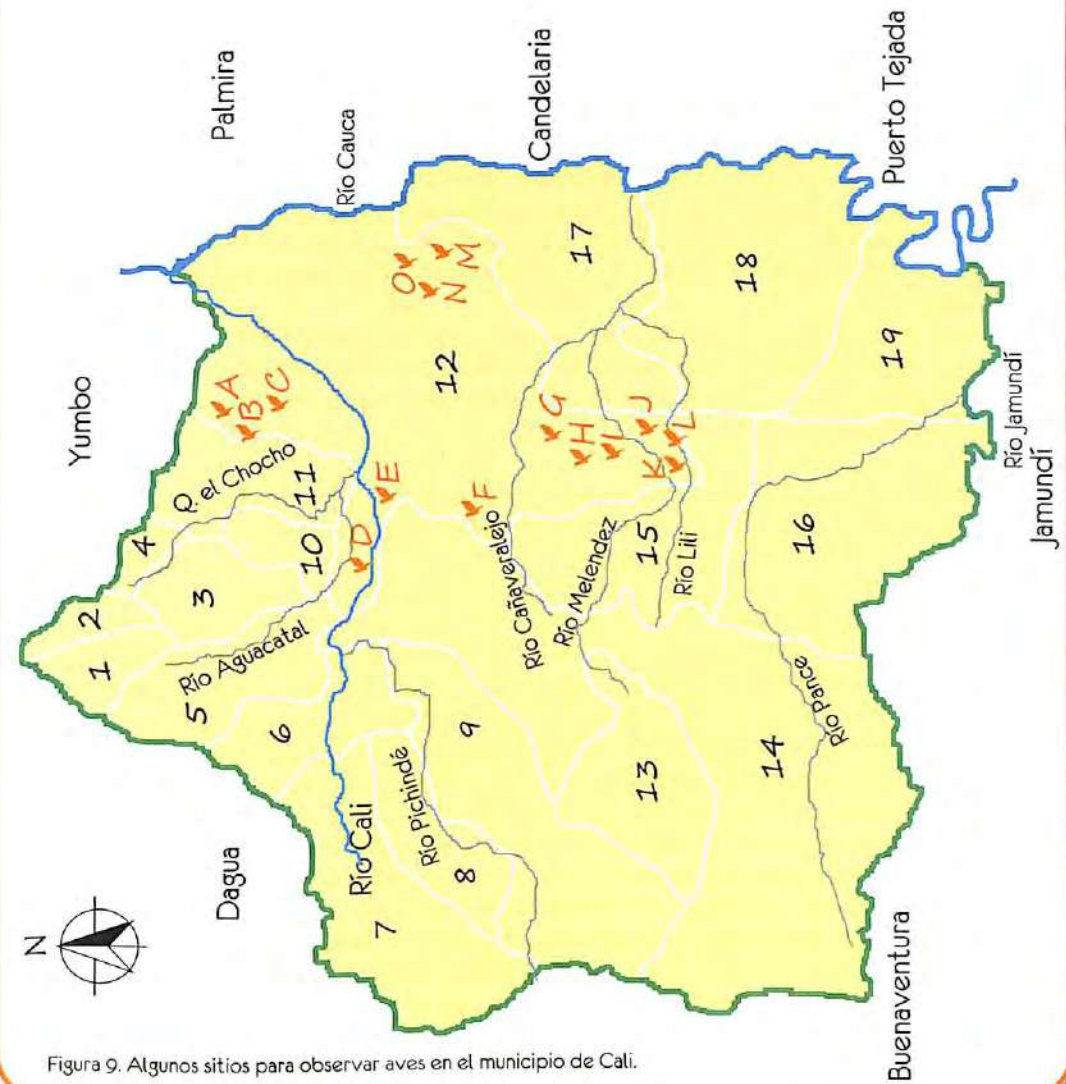 N
Yumbo
Palmira
Dagua
Río Cauca
Candelaria
Puerto Tejada
Río Jamundí
Jamundí
Buenaventura
Q. el Chocho
Río Aguacatal
Río Cali
Río Pichindé
Río Cañaveralejo
Río Melendez
Río Lili
Río Pance
1
2
3
4
5
6
7
8
9
10
11
12
13
14
15
16
17
18
19
A
B
C
D
E
F
G
H
I
J
K
L
M
N
O
Figura 9. Algunos sitios para observar aves en el municipio de Cali.